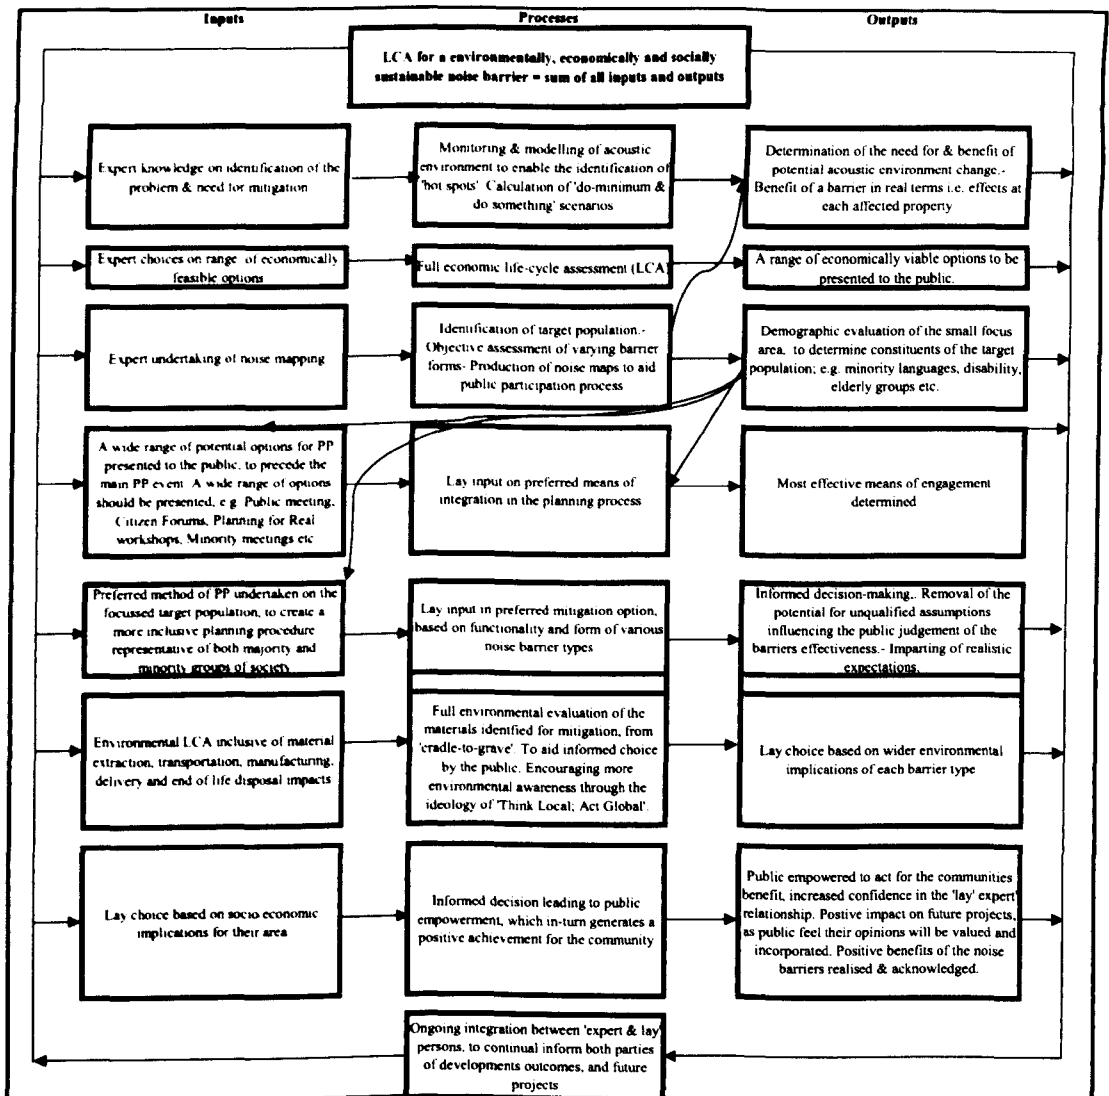 Inputs
Processes
Outputs
LCA for a environmentally, economically and socially
sustainable noise barrier = sum of all inputs and outputs
Expert knowledge on identification of the
problem & need for mitigation
Monitoring & modelling of acoustic
environment to enable the identification of
'hot spots' Calculation of 'do-minimum &
do something' scenarios
Determination of the need for & benefit of
potential acoustic environment change.-
Benefit of a barrier in real terms i.e. effects at
each affected property
Expert choices on range of economically
feasible options
Full economic life-cycle assessment (LCA)
A range of economically viable options to be
presented to the public.
Expert undertaking of noise mapping
Identification of target population.-
Objective assessment of varying barrier
forms- Production of noise maps to aid
public participation process
Demographic evaluation of the small focus
area, to determine constituents of the target
population; e.g. minority languages, disability,
elderly groups etc.
A wide range of potential options for PP
presented to the public, to precede the
main PP event A wide range of options
should be presented, e.g. Public meeting,
Citizen Forums, Planning for Real
workshops, Minority meetings etc
Lay input on preferred means of
integration in the planning process
Most effective means of engagement
determined
Preferred method of PP undertaken on the
focussed target population, to create a
more inclusive planning procedure
representative of both majority and
minority groups of society
Lay input in preferred mitigation option,
based on functionality and form of various
noise barrier types
Informed decision-making,. Removal of the
potential for unqualified assumptions
influencing the public judgement of the
barriers effectiveness.- Imparting of realistic
expectations.
Environmental LCA inclusive of material
extraction, transportation, manufacturing,
delivery and end of life disposal impacts
Full environmental evaluation of the
materials identified for mitigation, from
'cradle-to-grave'. To aid informed choice
by the public. Encouraging more
environmental awareness through the
ideology of 'Think Local; Act Global'.
Lay choice based on wider environmental
implications of each barrier type
Lay choice based on socio economic
implications for their area
Informed decision leading to public
empowerment, which in-turn generates a
positive achievement for the community
Public empowered to act for the communities
benefit, increased confidence in the 'lay' expert'
relationship. Postive impact on future projects,
as public feel their opinions will be valued and
incorporated. Positive benefits of the noise
barriers realised & acknowledged.
Ongoing integration between 'expert & lay'
persons, to continual inform both parties
of developments outcomes, and future
projects